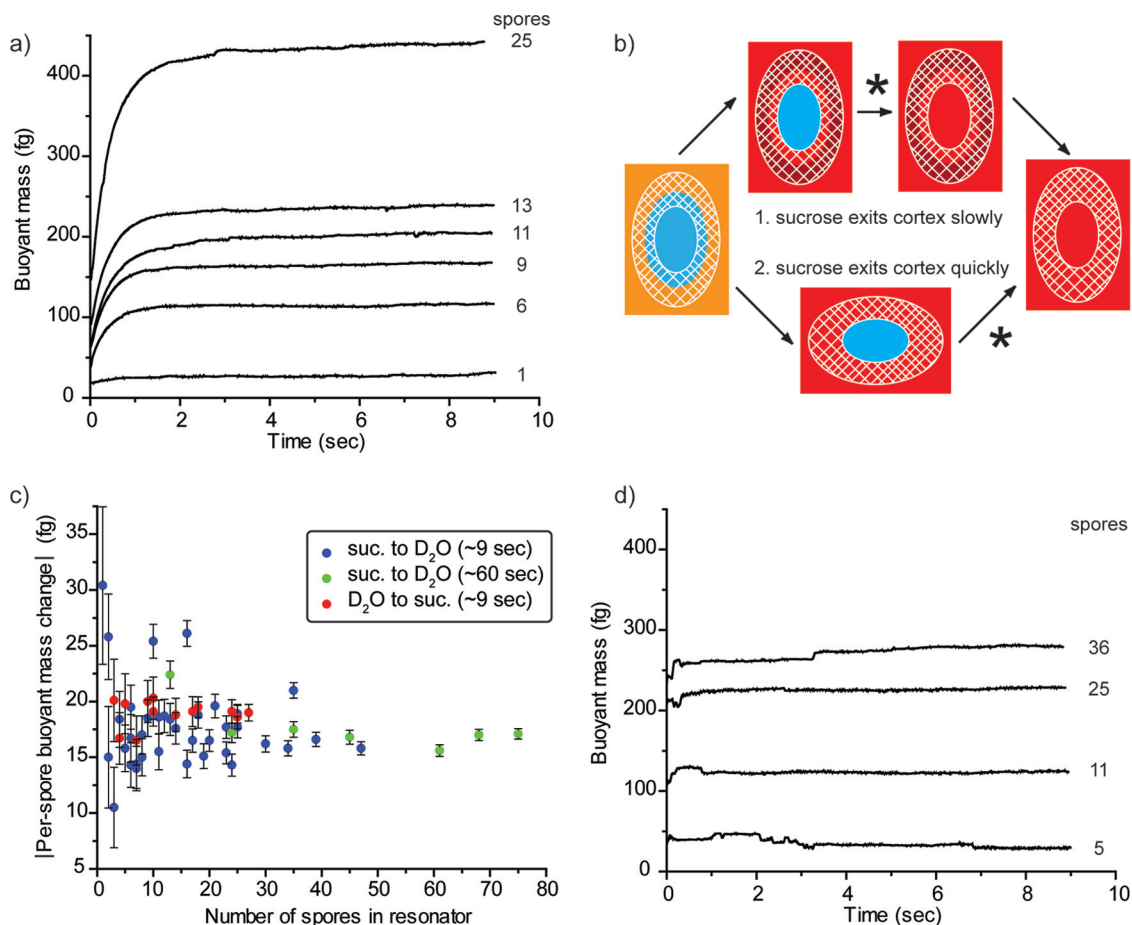 a)
spores
25
13
11
9
6
1
Buoyant mass (fg)
400
300
200
100
0
0 2 4 6 8 10
Time (sec)
b)
*
1. sucrose exits cortex slowly
2. sucrose exits cortex quickly
*
c)
|Per-spore buoyant mass change| (fg)
35
30
25
20
15
10
5
suc. to D₂O (~9 sec)
suc. to D₂O (~60 sec)
D₂O to suc. (~9 sec)
0 10 20 30 40 50 60 70 80
Number of spores in resonator
d)
spores
36
25
11
5
Buoyant mass (fg)
400
300
200
100
0
0 2 4 6 8 10
Time (sec)